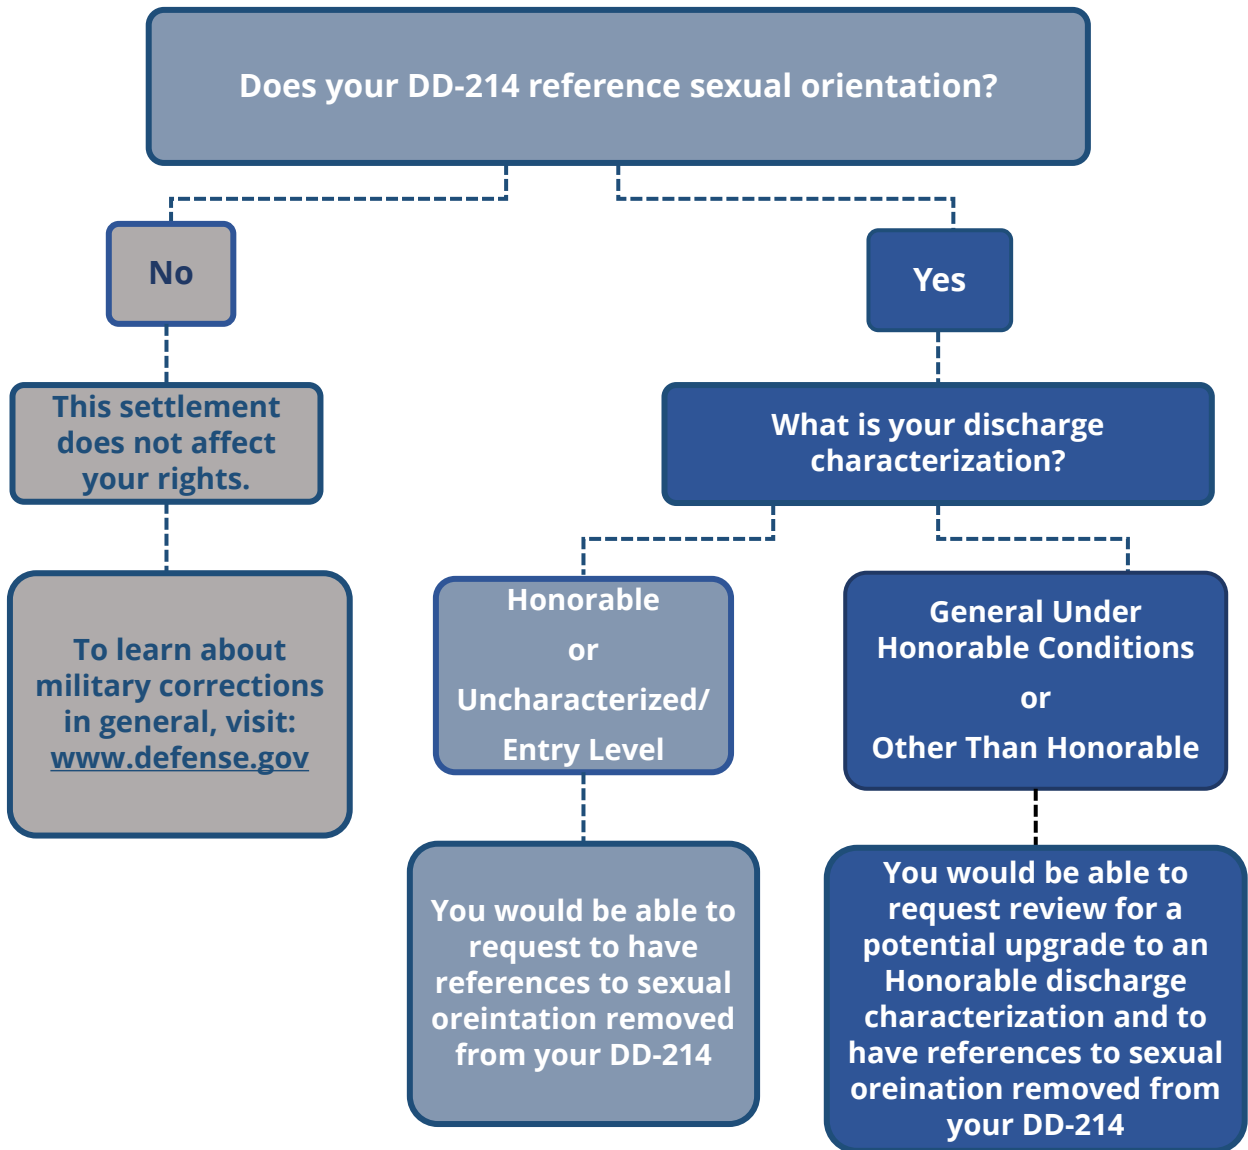 Does your DD-214 reference sexual orientation?
No
Yes
This settlement
does not affect
your rights.
What is your discharge
characterization?
To learn about
military corrections
in general, visit:
www.defense.gov
Honorable
or
Uncharacterized/
Entry Level
General Under
Honorable Conditions
or
Other Than Honorable
You would be able to
request to have
references to sexual
oreintation removed
from your DD-214
You would be able to
request review for a
potential upgrade to an
Honorable discharge
characterization and to
have references to sexual
oreination removed from
your DD-214